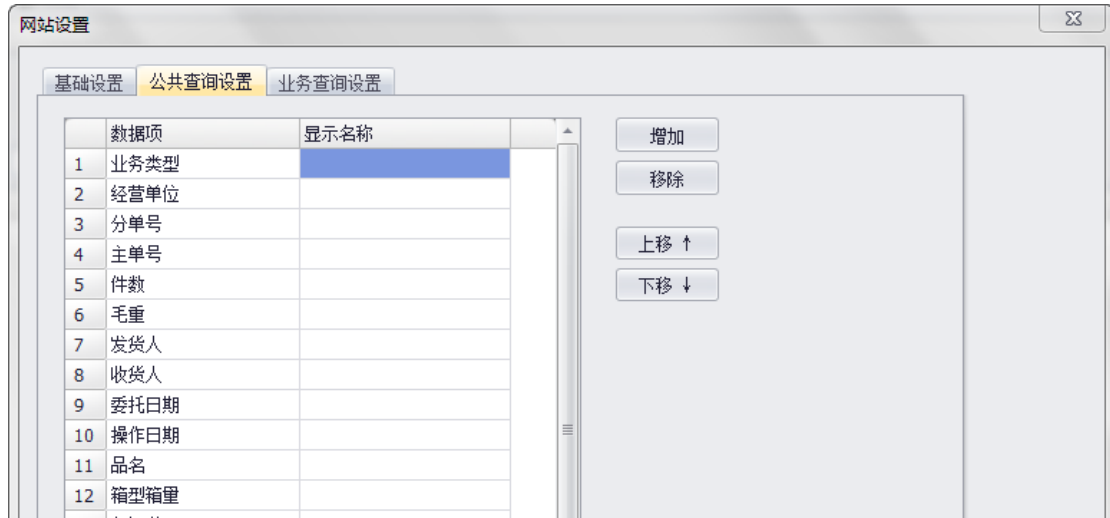 网站设置
基础设置 公共查询设置 业务查询设置
数据项 显示名称
增加
1 业务类型
移除
2 经营单位
3 分单号
上移 ↑
4 主单号
下移 ↓
5 件数
6 毛重
7 发货人
8 收货人
9 委托日期
10 操作日期
11 品名
12 箱型箱量